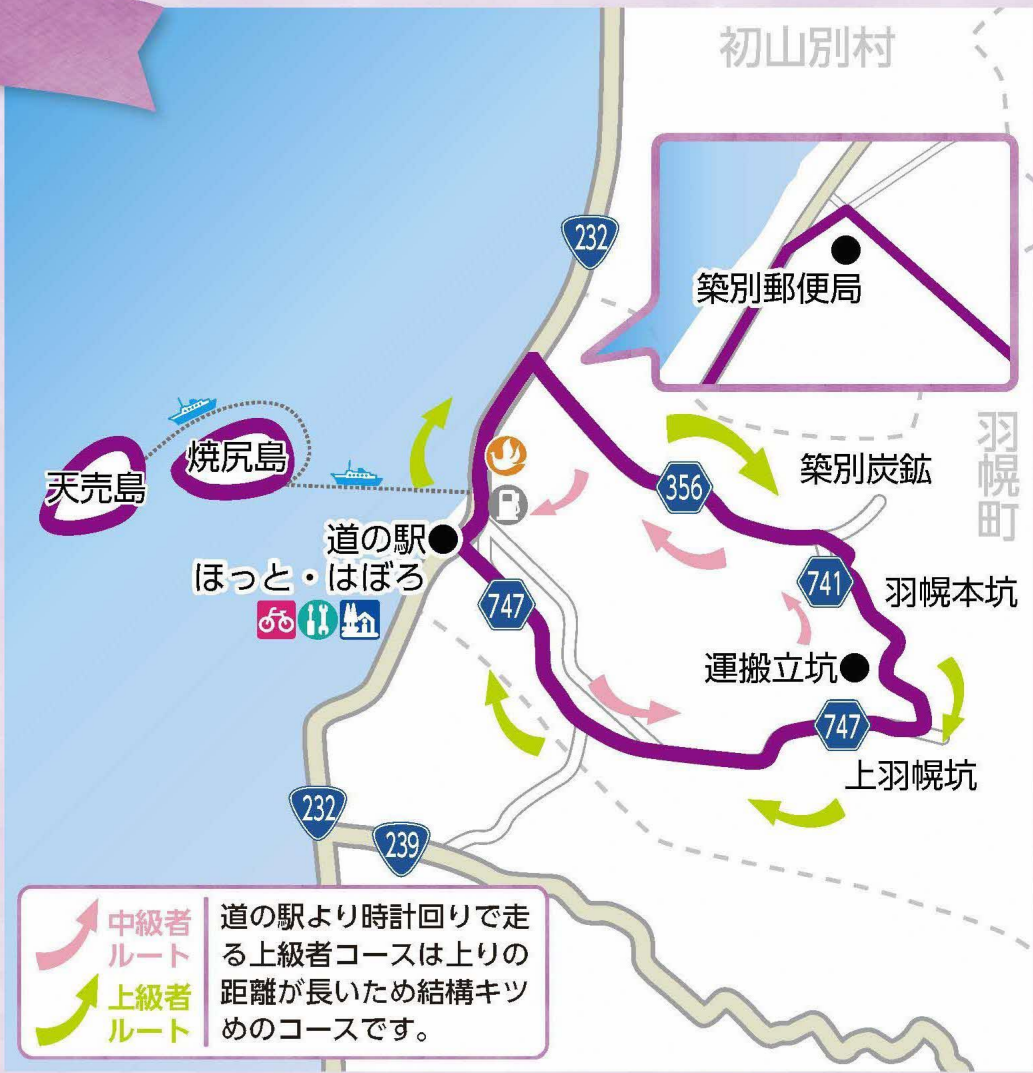 初山別村
232
築別郵便局
羽幌町
焼尻島
天売島
築別炭鉱
356
道の駅
ほっと・はぼろ
741
羽幌本坑
747
運搬立坑
747
上羽幌坑
232
239
中級者
ルート
上級者
ルート
道の駅より時計回りで走
る上級者コースは上りの
距離が長いため結構キツ
めのコースです。